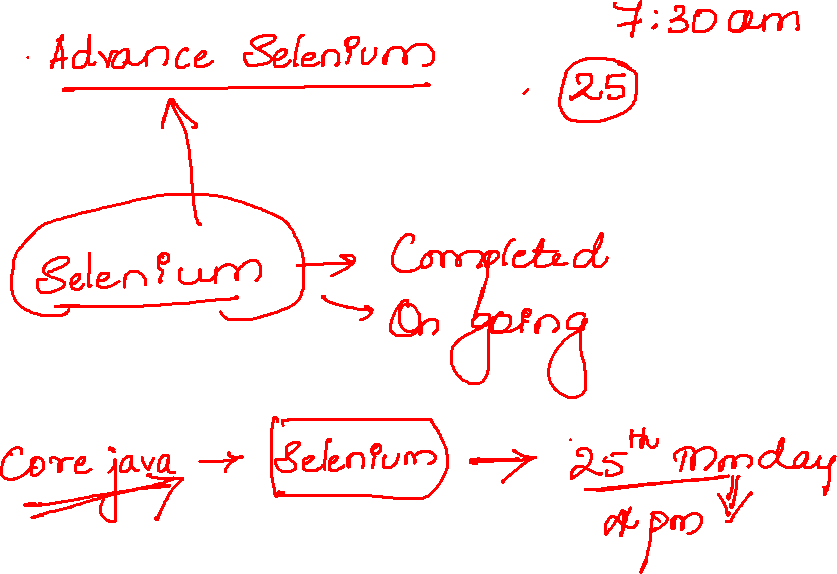 7:30 am
Advance Selenium
25
Selenium → Completed
→ On going
Core java → Selenium → 25th Monday
pm